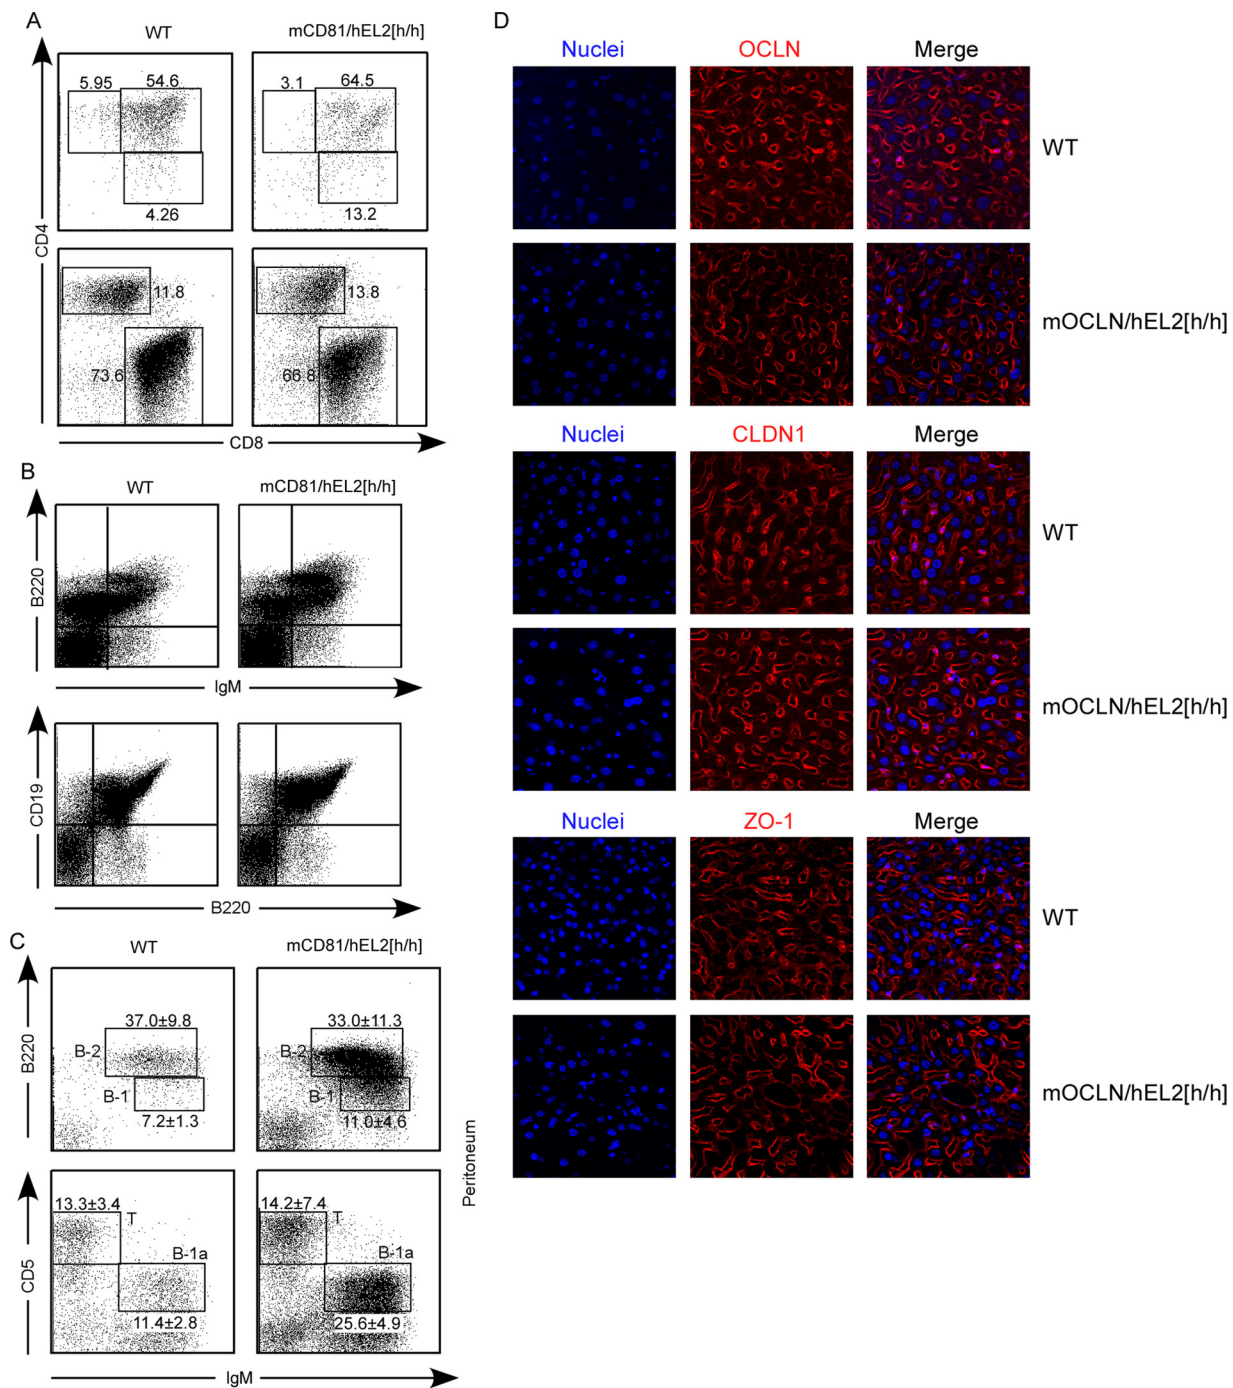 A
WT
mCD81/hEL2[h/h]
5.95
54.6
4.26
3.1
64.5
13.2
11.8
73.6
13.8
66.8
CD4
CD8
B
WT
mCD81/hEL2[h/h]
B220
IgM
CD19
B220
C
WT
mCD81/hEL2[h/h]
B220
37.0±9.8
B-2
B-1
7.2±1.3
33.0±11.3
B-2
B-1
11.0±4.6
Peritoneum
CD5
13.3±3.4
T
B-1a
11.4±2.8
14.2±7.4
T
B-1a
25.6±4.9
IgM
D
Nuclei
OCLN
Merge
WT
mOCLN/hEL2[h/h]
Nuclei
CLDN1
Merge
WT
mOCLN/hEL2[h/h]
Nuclei
ZO-1
Merge
WT
mOCLN/hEL2[h/h]